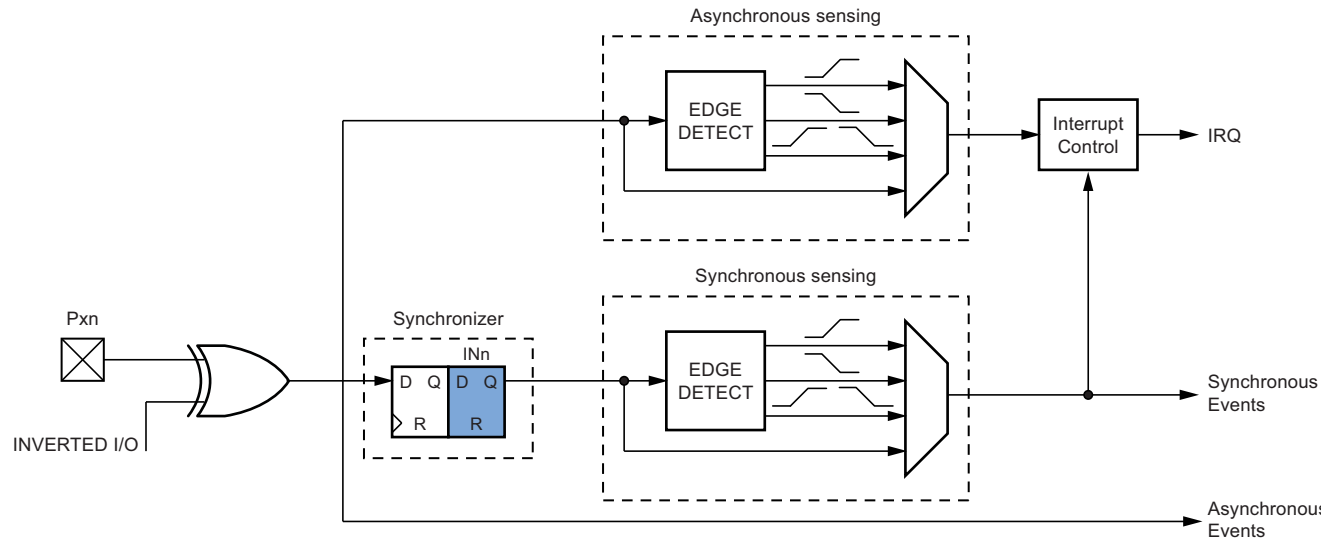 Asynchronous sensing
EDGE
DETECT
Interrupt
Control
IRQ
Synchronous sensing
Pxn
Synchronizer
INn
D Q D Q
R R
EDGE
DETECT
Synchronous
Events
INVERTED I/O
Asynchronous
Events